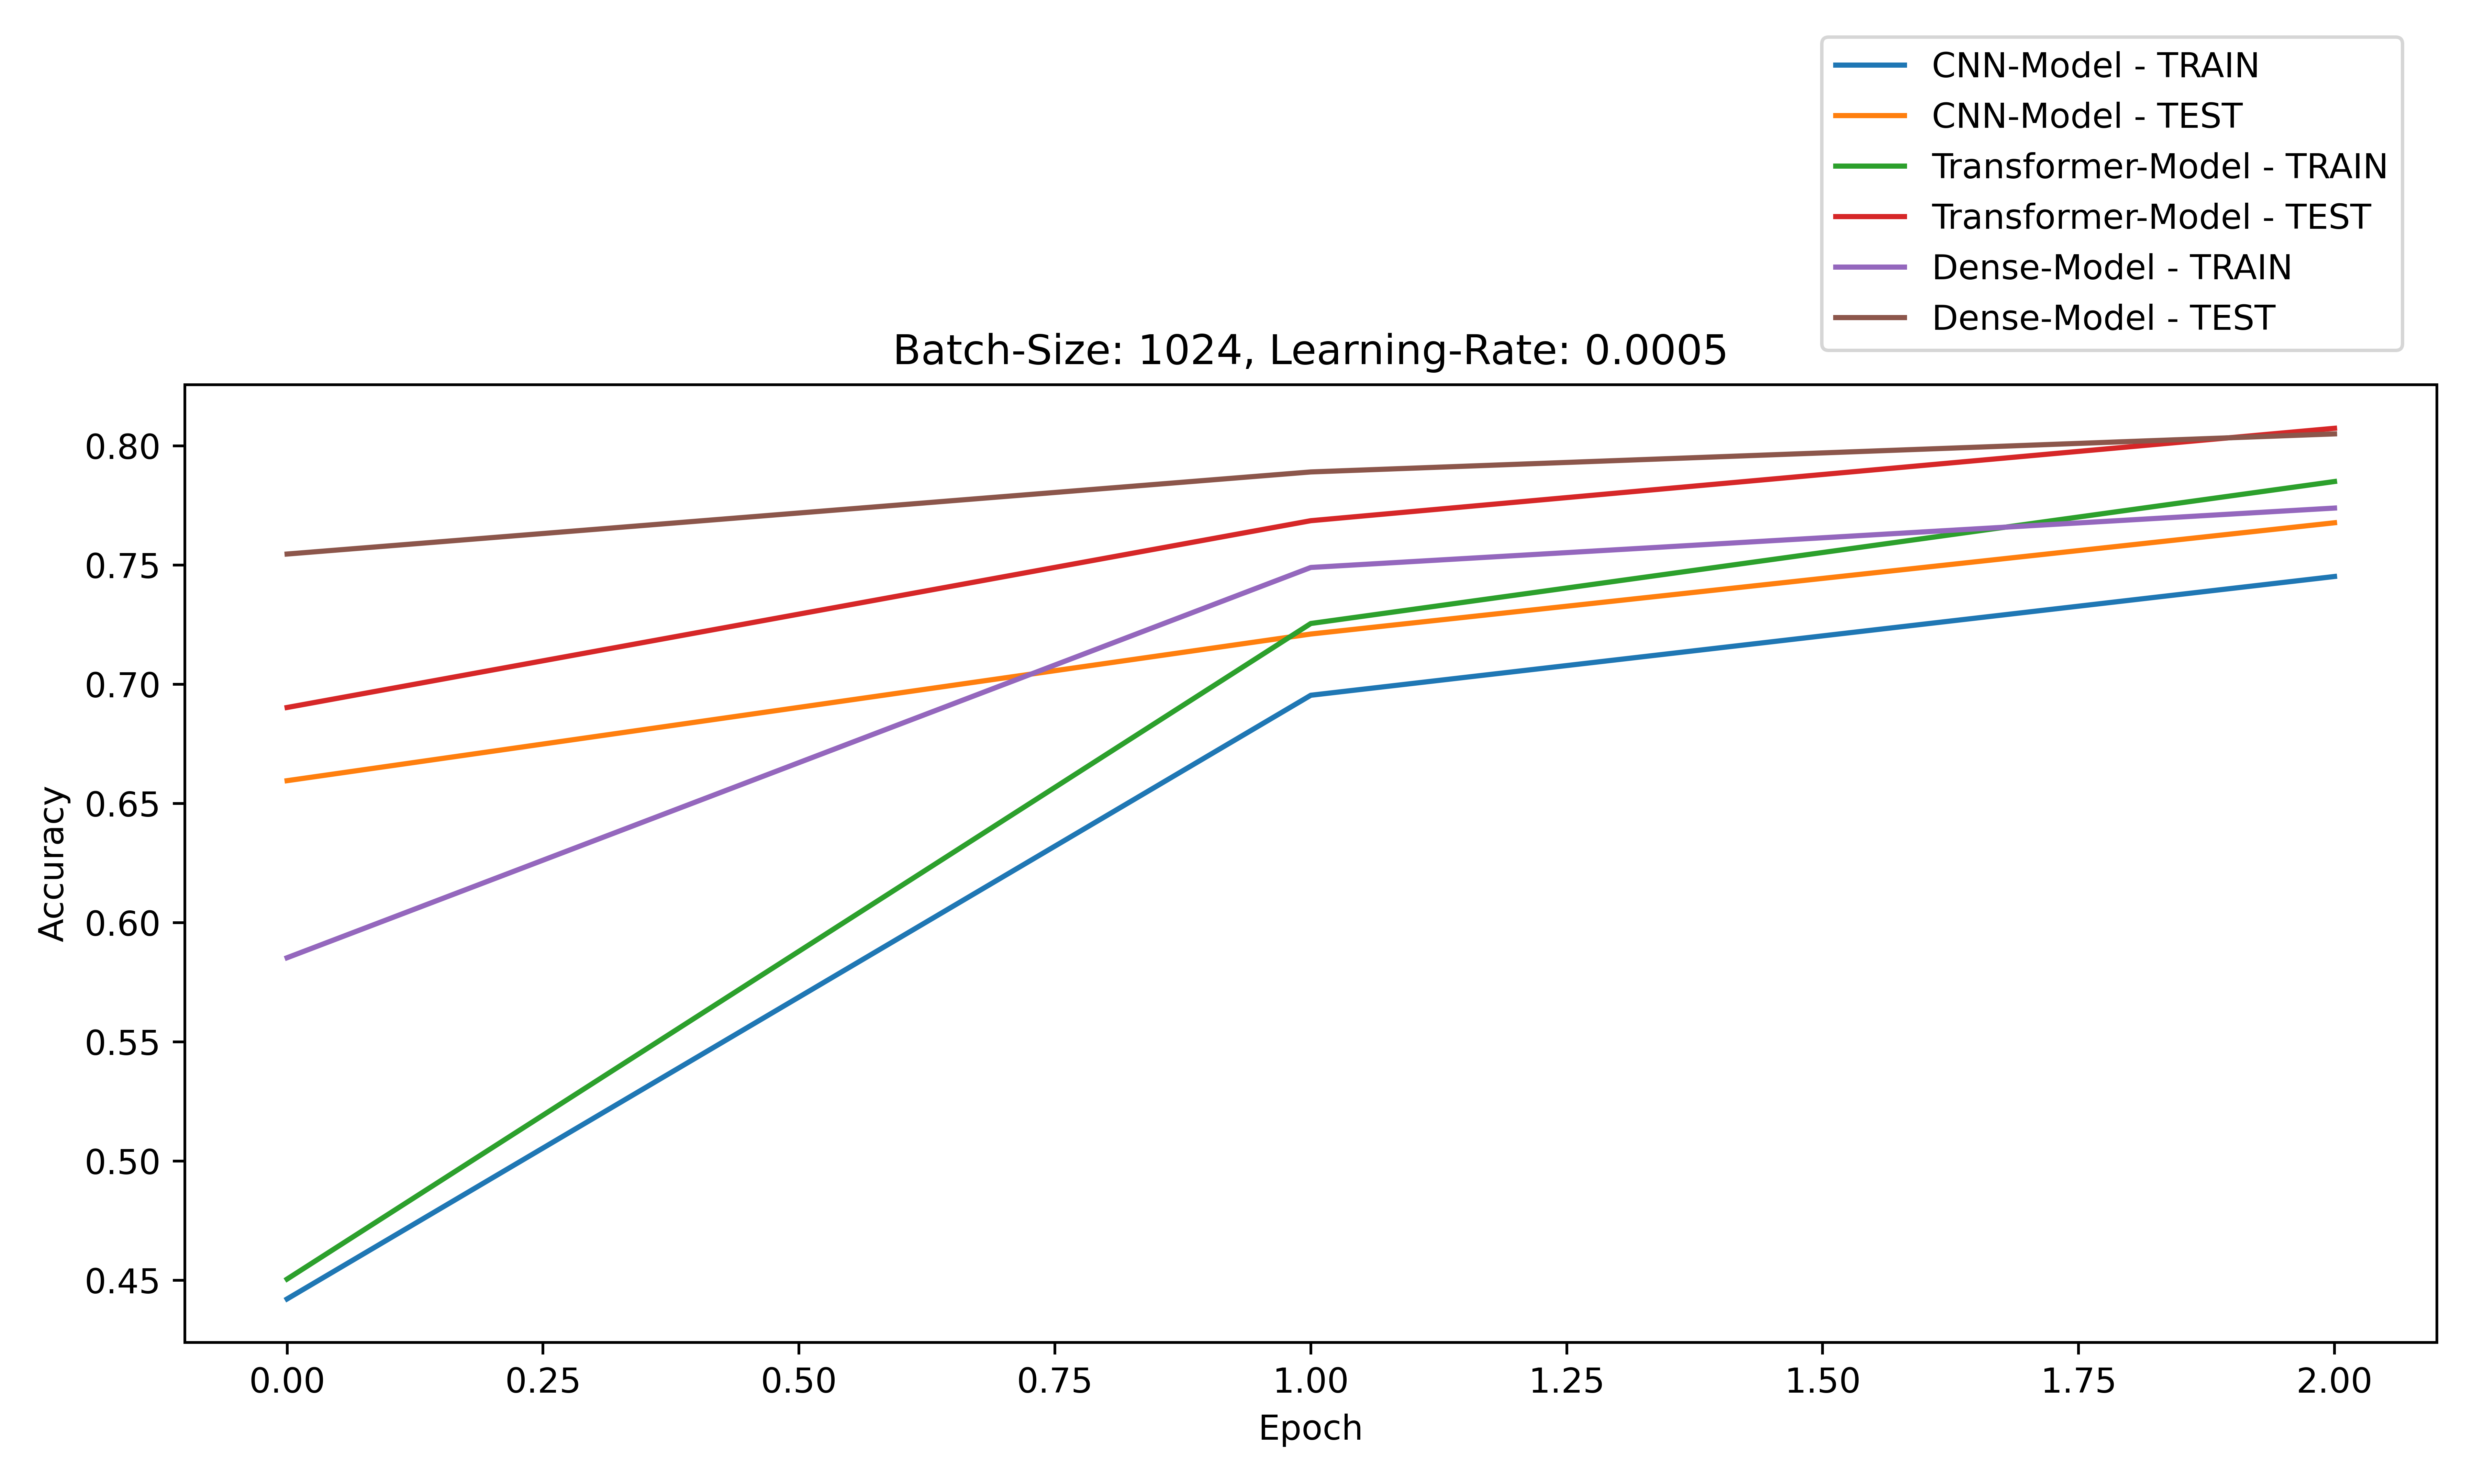 CNN-Model - TRAIN
CNN-Model - TEST
Transformer-Model - TRAIN
Transformer-Model - TEST
Dense-Model - TRAIN
Dense-Model - TEST
Batch-Size: 1024, Learning-Rate: 0.0005
0.80
0.75
0.70
0.65
0.60
0.55
0.50
0.45
Accuracy
0.00 0.25 0.50 0.75 1.00 1.25 1.50 1.75 2.00
Epoch